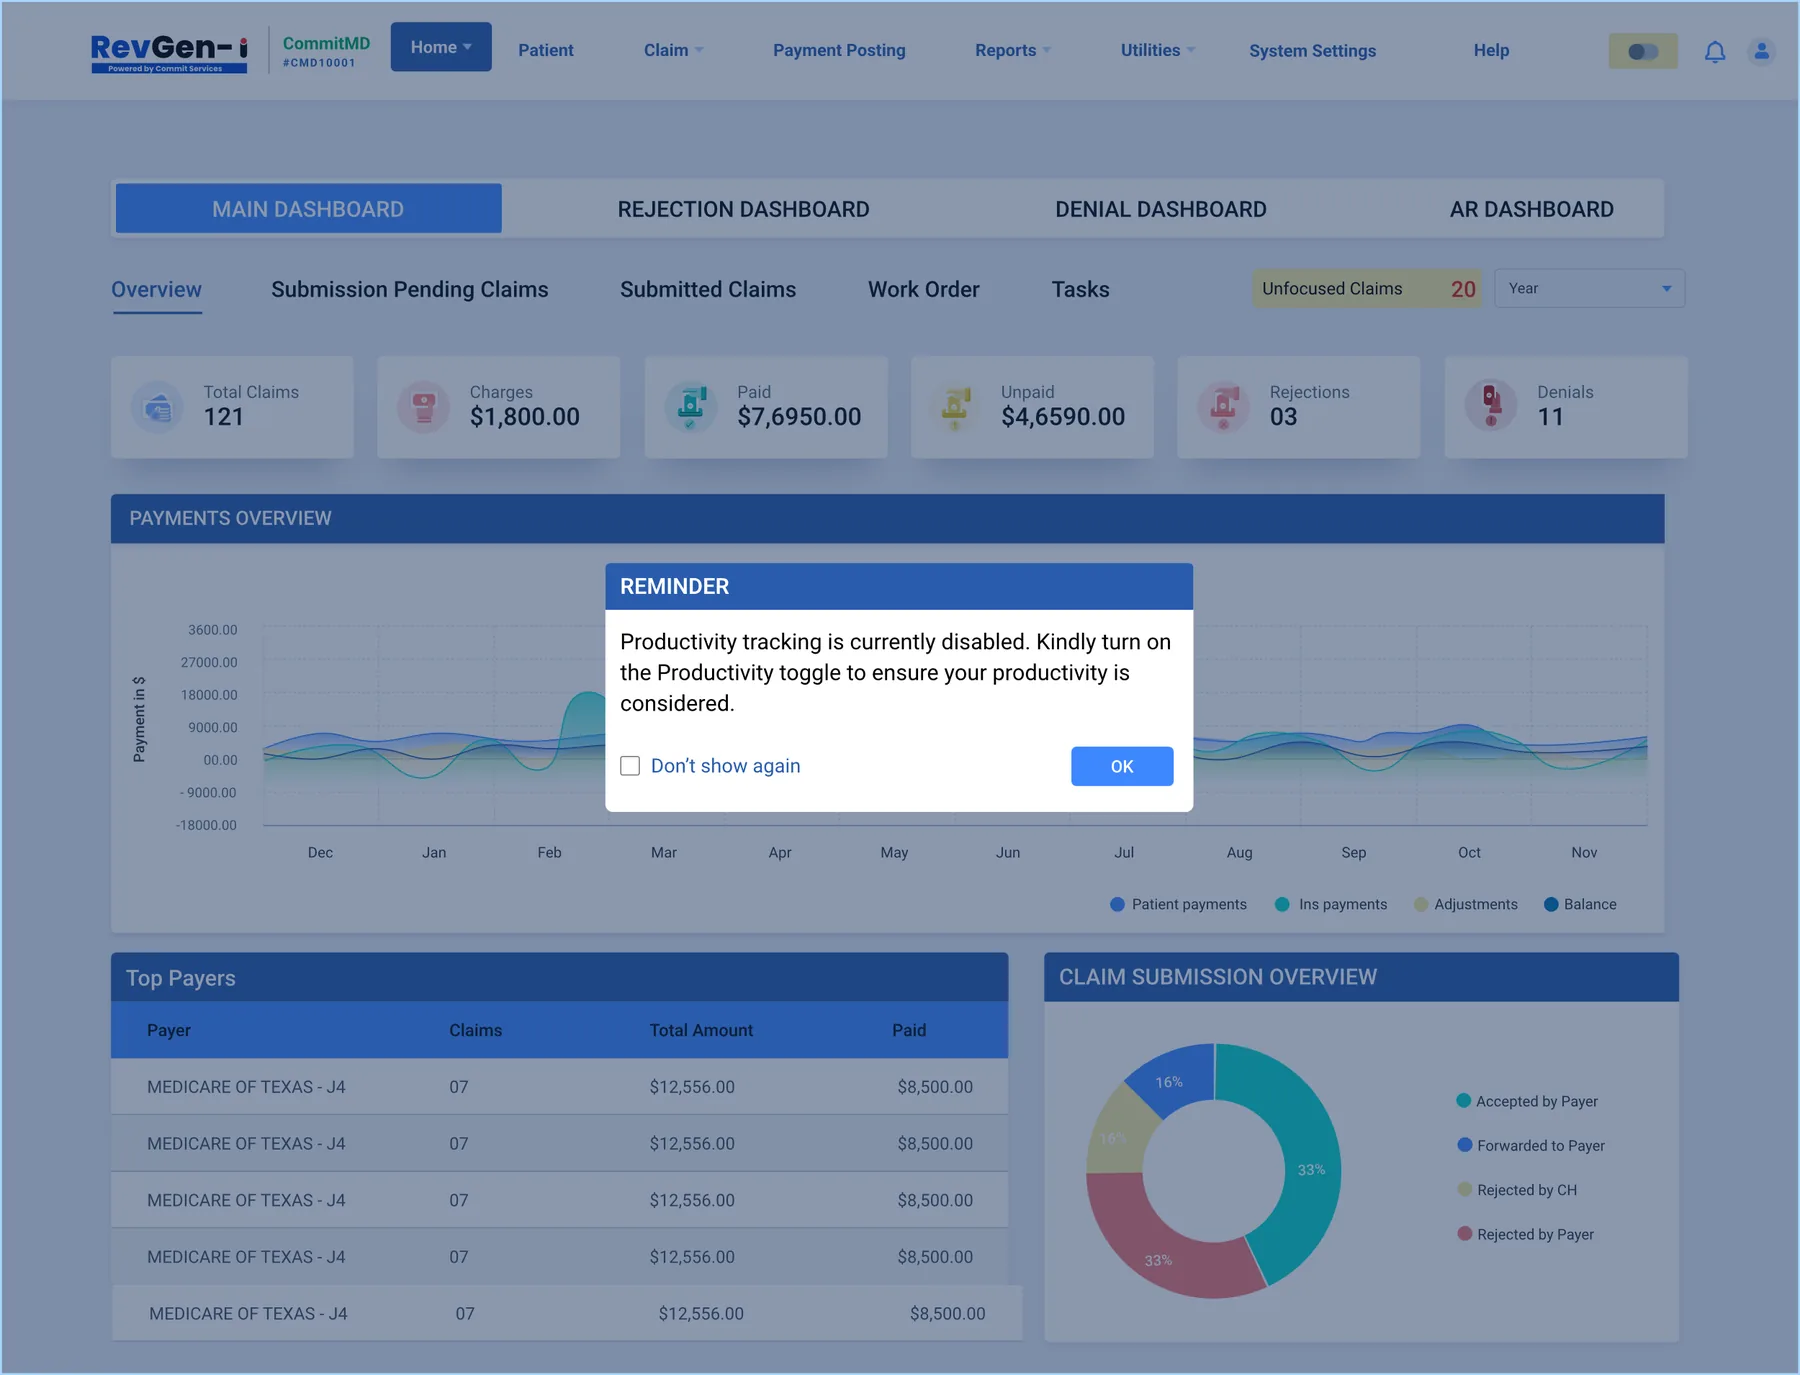 RevGen-i
Powered by Commit Services
CommitMD
#CMD10001
Home
Patient
Claim
Payment Posting
Reports
Utilities
System Settings
Help
MAIN DASHBOARD
REJECTION DASHBOARD
DENIAL DASHBOARD
AR DASHBOARD
Overview
Submission Pending Claims
Submitted Claims
Work Order
Tasks
Unfocused Claims 20
Year
Total Claims
121
Charges
$1,800.00
Paid
$7,6950.00
Unpaid
$4,6590.00
Rejections
03
Denials
11
PAYMENTS OVERVIEW
REMINDER
Productivity tracking is currently disabled. Kindly turn on
the Productivity toggle to ensure your productivity is
considered.
Don’t show again
OK
Payment in $
3600.00
27000.00
18000.00
9000.00
00.00
- 9000.00
-18000.00
Dec Jan Feb Mar Apr May Jun Jul Aug Sep Oct Nov
Patient payments Ins payments Adjustments Balance
Top Payers
Payer Claims Total Amount Paid
MEDICARE OF TEXAS - J4 07 $12,556.00 $8,500.00
MEDICARE OF TEXAS - J4 07 $12,556.00 $8,500.00
MEDICARE OF TEXAS - J4 07 $12,556.00 $8,500.00
MEDICARE OF TEXAS - J4 07 $12,556.00 $8,500.00
MEDICARE OF TEXAS - J4 07 $12,556.00 $8,500.00
CLAIM SUBMISSION OVERVIEW
16%
16%
33%
33%
Accepted by Payer
Forwarded to Payer
Rejected by CH
Rejected by Payer